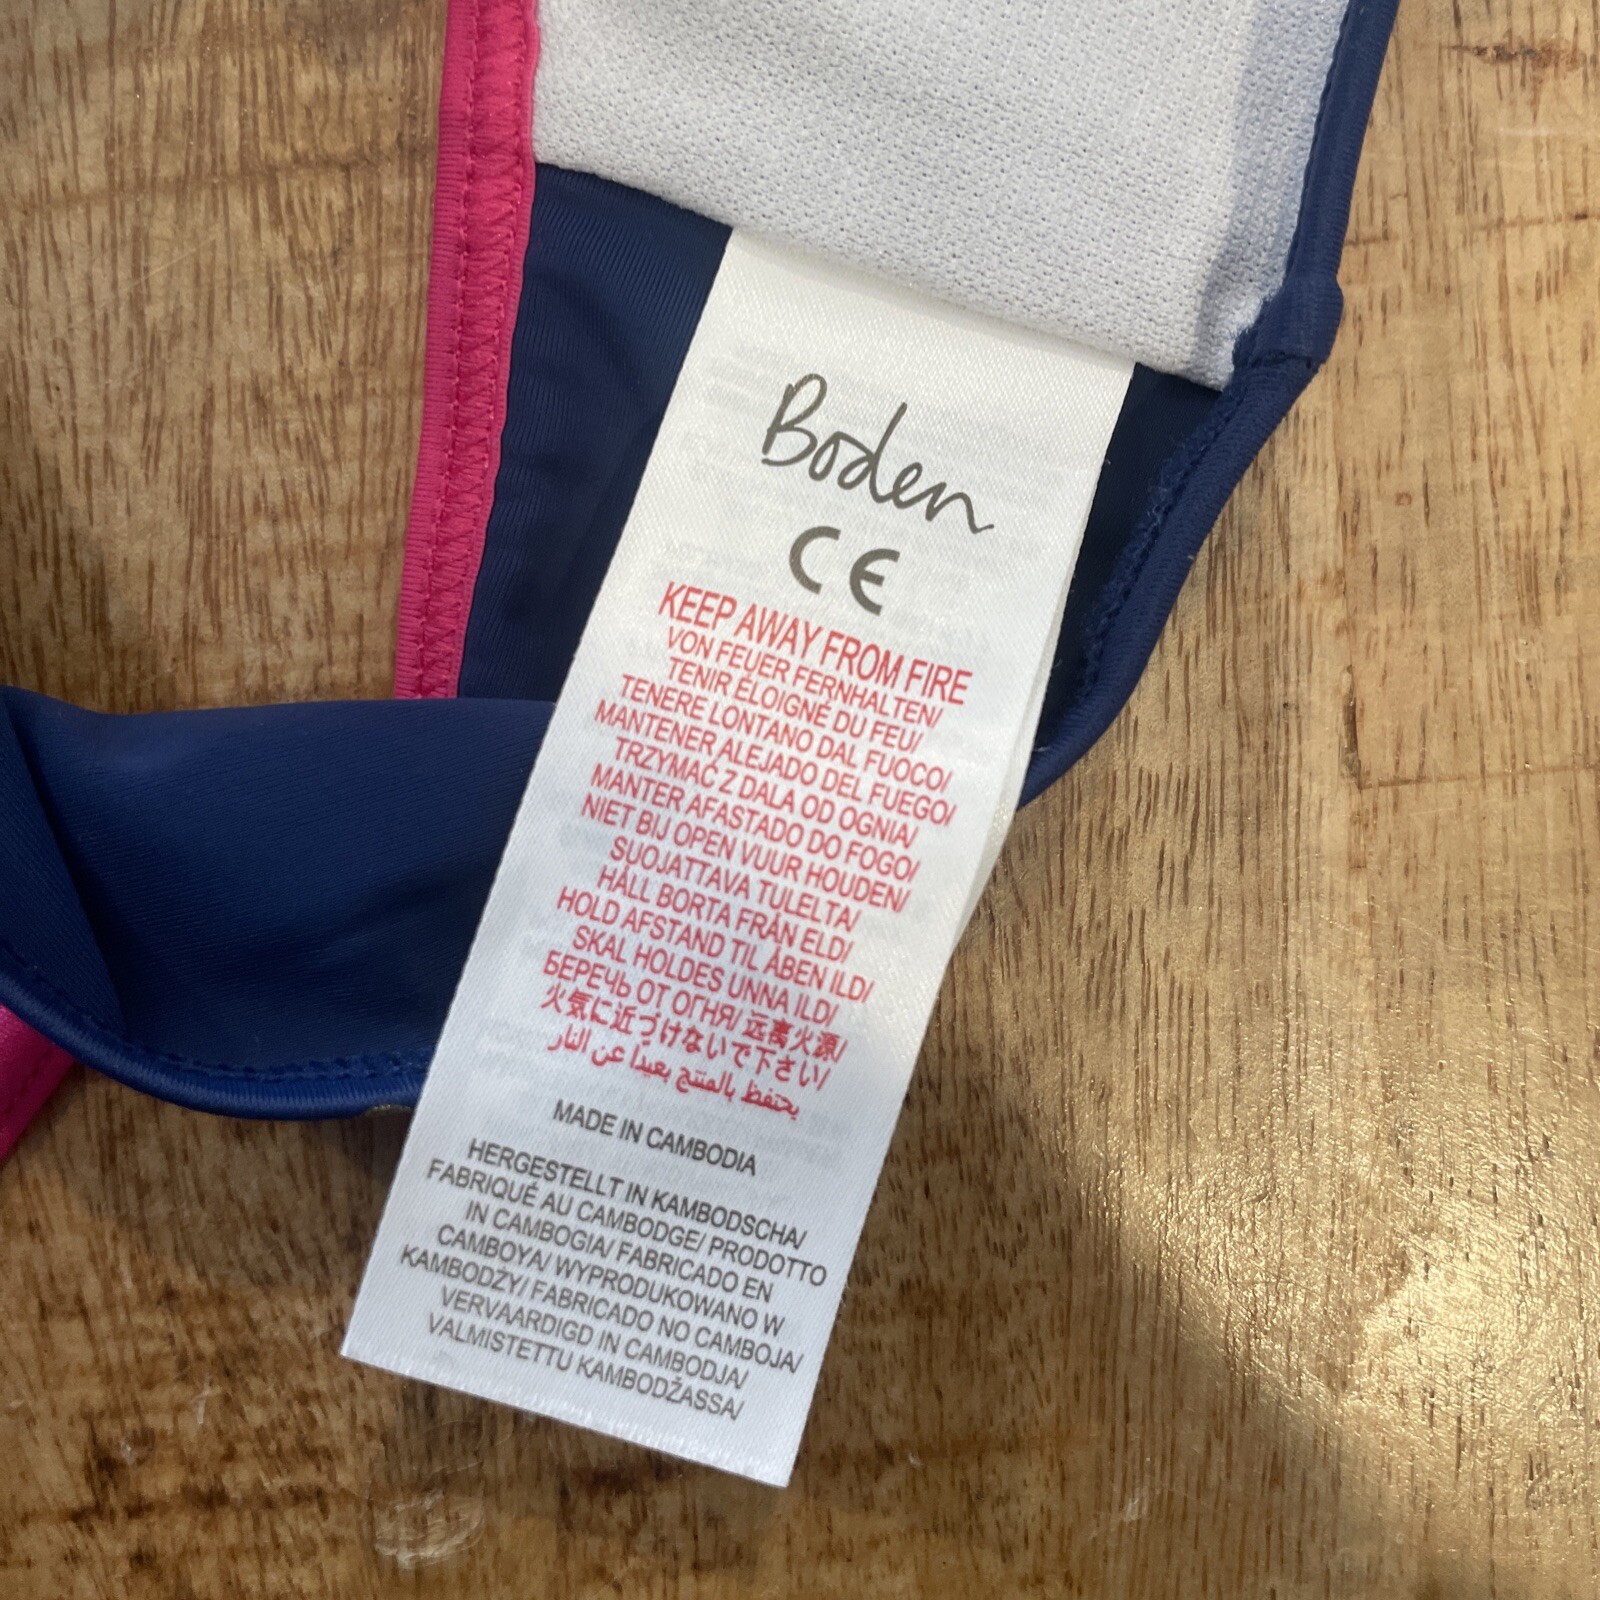 Boden
CE
KEEP AWAY FROM FIRE
VON FEUER FERNHALTEN/
TENIR ÉLOIGNÉ DU FEU/
TENERE LONTANO DAL FUOCO/
MANTENER ALEJADO DEL FUEGO/
TRZYMAĆ Z DALA OD OGNIA/
MANTER AFASTADO DO FOGO/
NIET BIJ OPEN VUUR HOUDEN/
SUOJATTAVA TULELTA/
HÅLL BORTA FRÅN ELD/
HOLD AFSTAND TIL ÅBEN ILD/
SKAL HOLDES UNNA ILD/
БЕРЕЧЬ ОТ ОГНЯ/ 远离火源/
火気に近づけないで下さい/
يحتفظ بالمنتج بعيدا عن النار
MADE IN CAMBODIA
HERGESTELLT IN KAMBODSCHA/
FABRIQUÉ AU CAMBODGE/ PRODOTTO
IN CAMBOGIA/ FABRICADO EN
CAMBOYA/ WYPRODUKOWANO W
KAMBODŻY/ FABRICADO NO CAMBOJA/
VERVAARDIGD IN CAMBODJA/
VALMISTETTU KAMBODŽASSA/